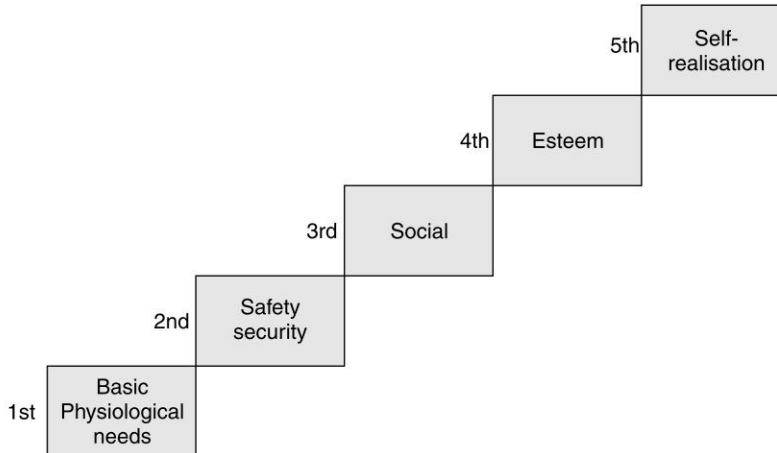 5th
Self-
realisation
4th
Esteem
3rd
Social
2nd
Safety
security
1st
Basic
Physiological
needs